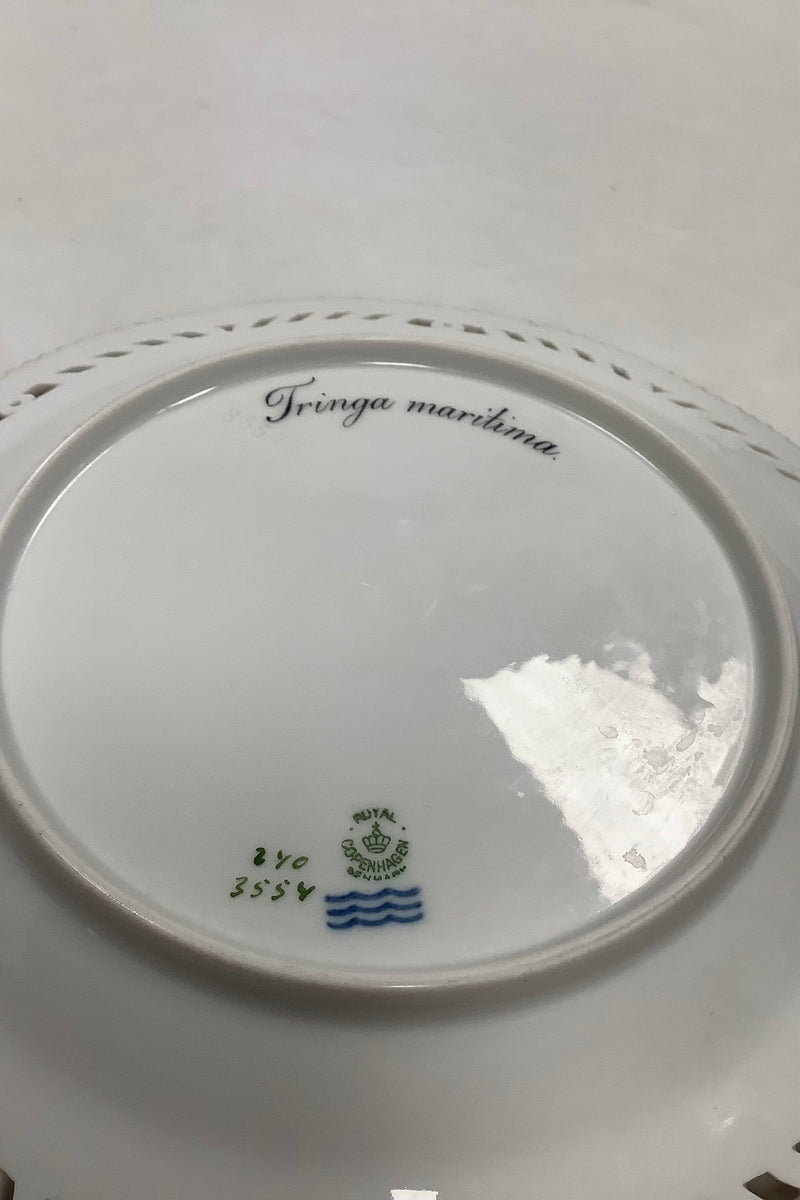 Tringa maritima.
ROYAL
COPENHAGEN
DENMARK
240
3554